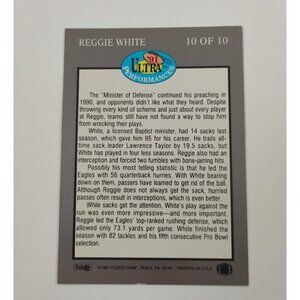 REGGIE WHITE
10 OF 10
'91
ULTRA
PERFORMANCES
The "Minister of Defense" continued his preaching in
1990, and opponents didn't like what they heard. Despite
throwing every kind of scheme and just about every player
at Reggie, teams still have not found a way to stop him
from wrecking their plays.
White, a licensed Baptist minister, had 14 sacks last
season, which gave him 95 for his career. He trails all-
time sack leader Lawrence Taylor by 19.5 sacks, but
White has played in four less seasons. Reggie also had an
interception and forced two fumbles with bone-jarring hits.
Possibly his most telling statistic is that he led the
Eagles with 56 quarterback hurries. With White bearing
down on them, passers have learned to get rid of the ball.
Although Reggie does not always get the sack, hurried
passes often result in interceptions, which is even better.
While sacks get the attention, White's play against the
run was even more impressive—and more important.
Reggie led the Eagles' top-ranked rushing defense, which
allowed only 73.1 yards per game. White finished the
season with 82 tackles and his fifth consecutive Pro Bowl
selection.
©1991 FLEER CORP., PHILA., PA 19141 PRINTED IN U.S.A.